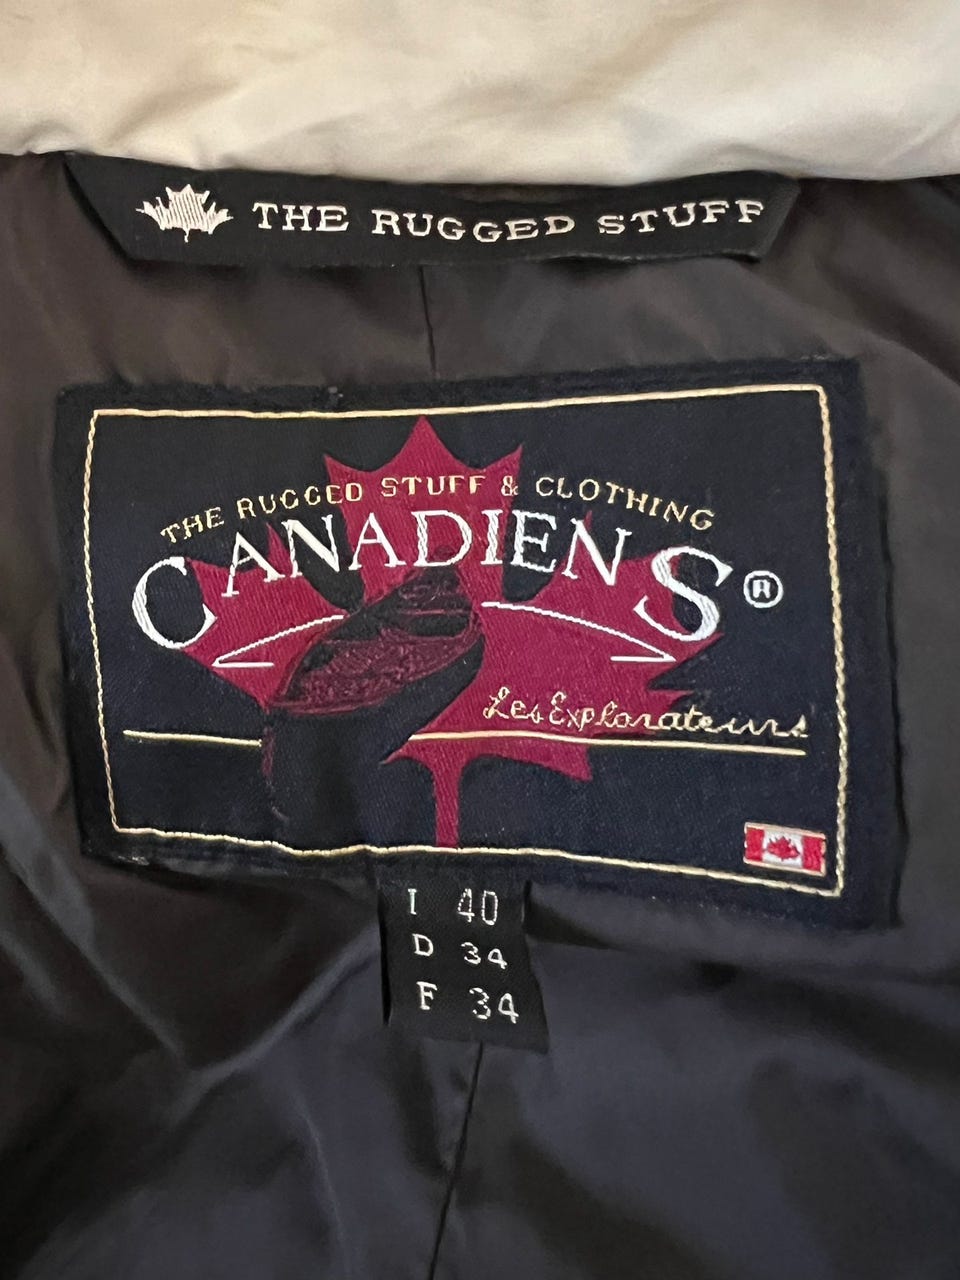 THE RUGGED STUFF
THE RUGGED STUFF & CLOTHING
CANADIENS®
Les Explorateurs
I 40
D 34
F 34